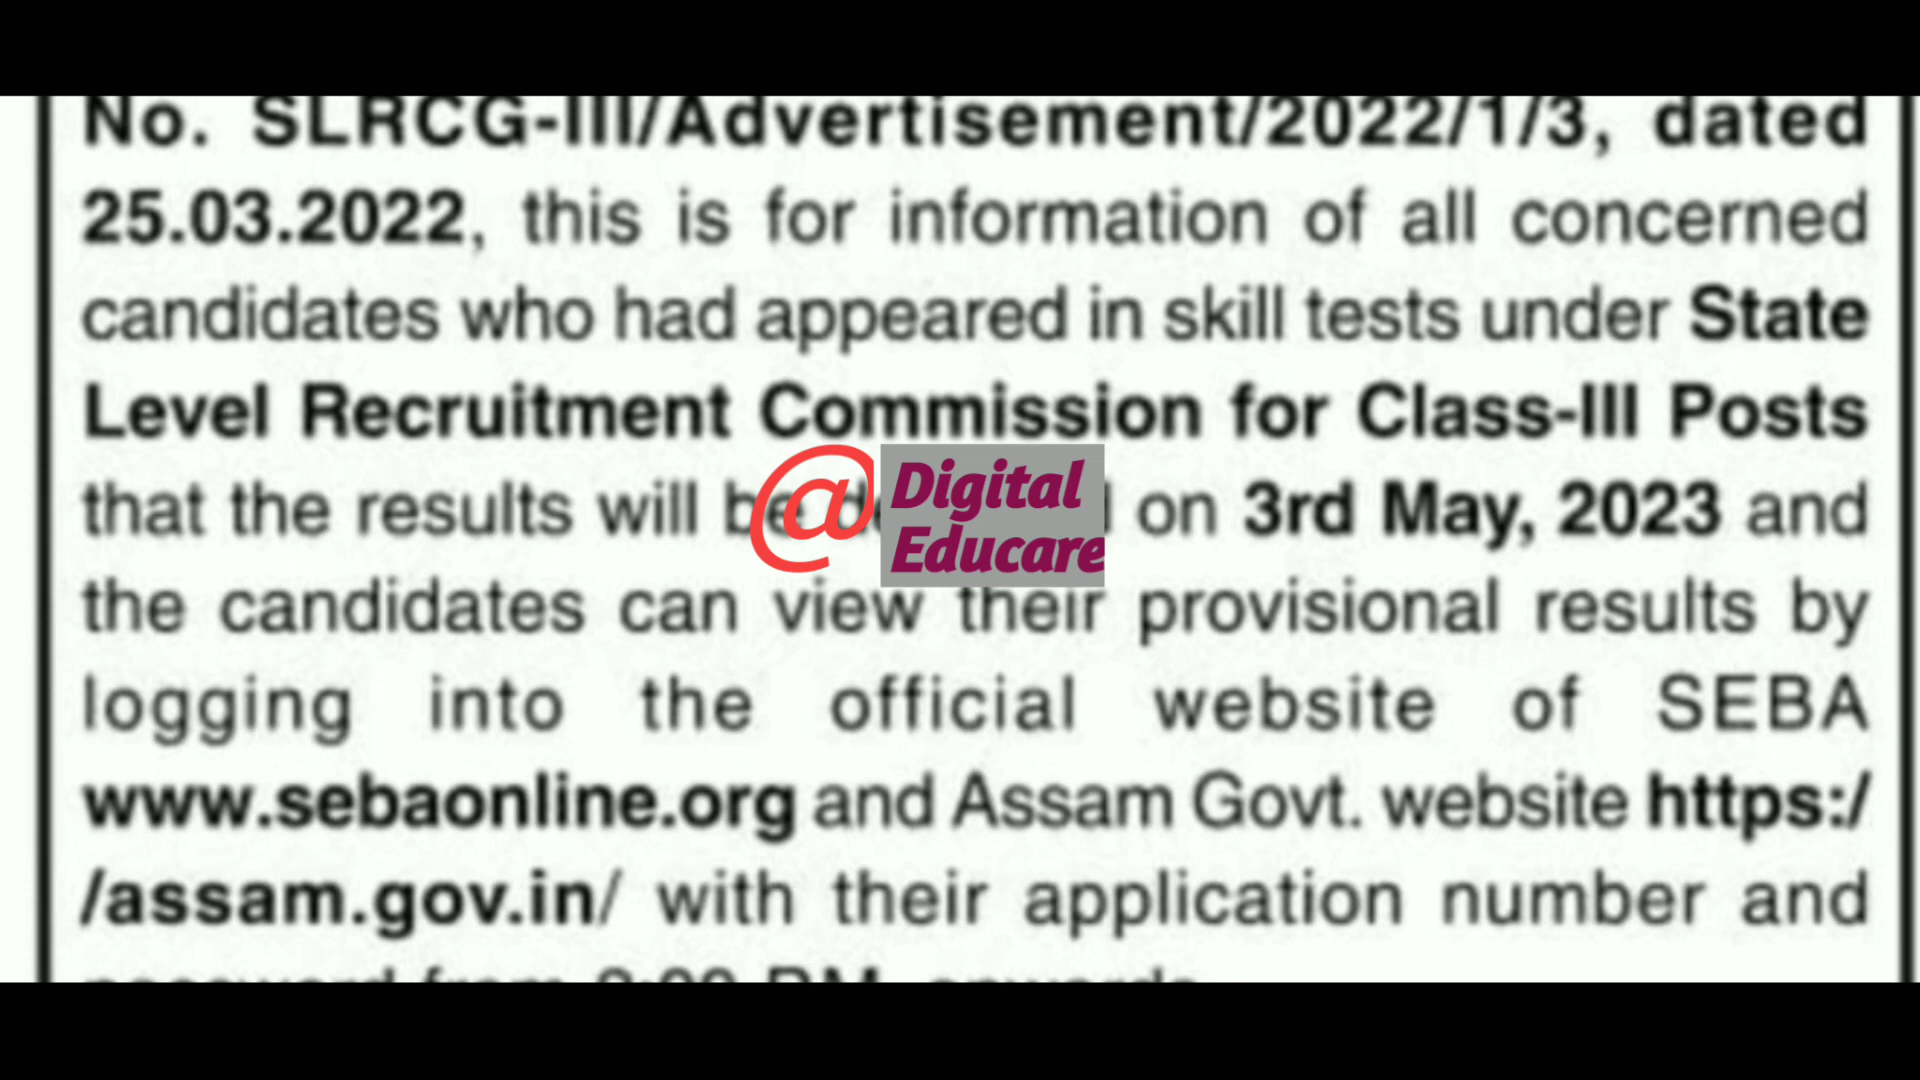 No. SLRCG-III/Advertisement/2022/1/3, dated
25.03.2022, this is for information of all concerned
candidates who had appeared in skill tests under State
Level Recruitment Commission for Class-III Posts
that the results will be on 3rd May, 2023 and
@ Digital
Educare
the candidates can view their provisional results by
logging into the official website of SEBA
www.sebaonline.org and Assam Govt. website https:/
/assam.gov.in/ with their application number and